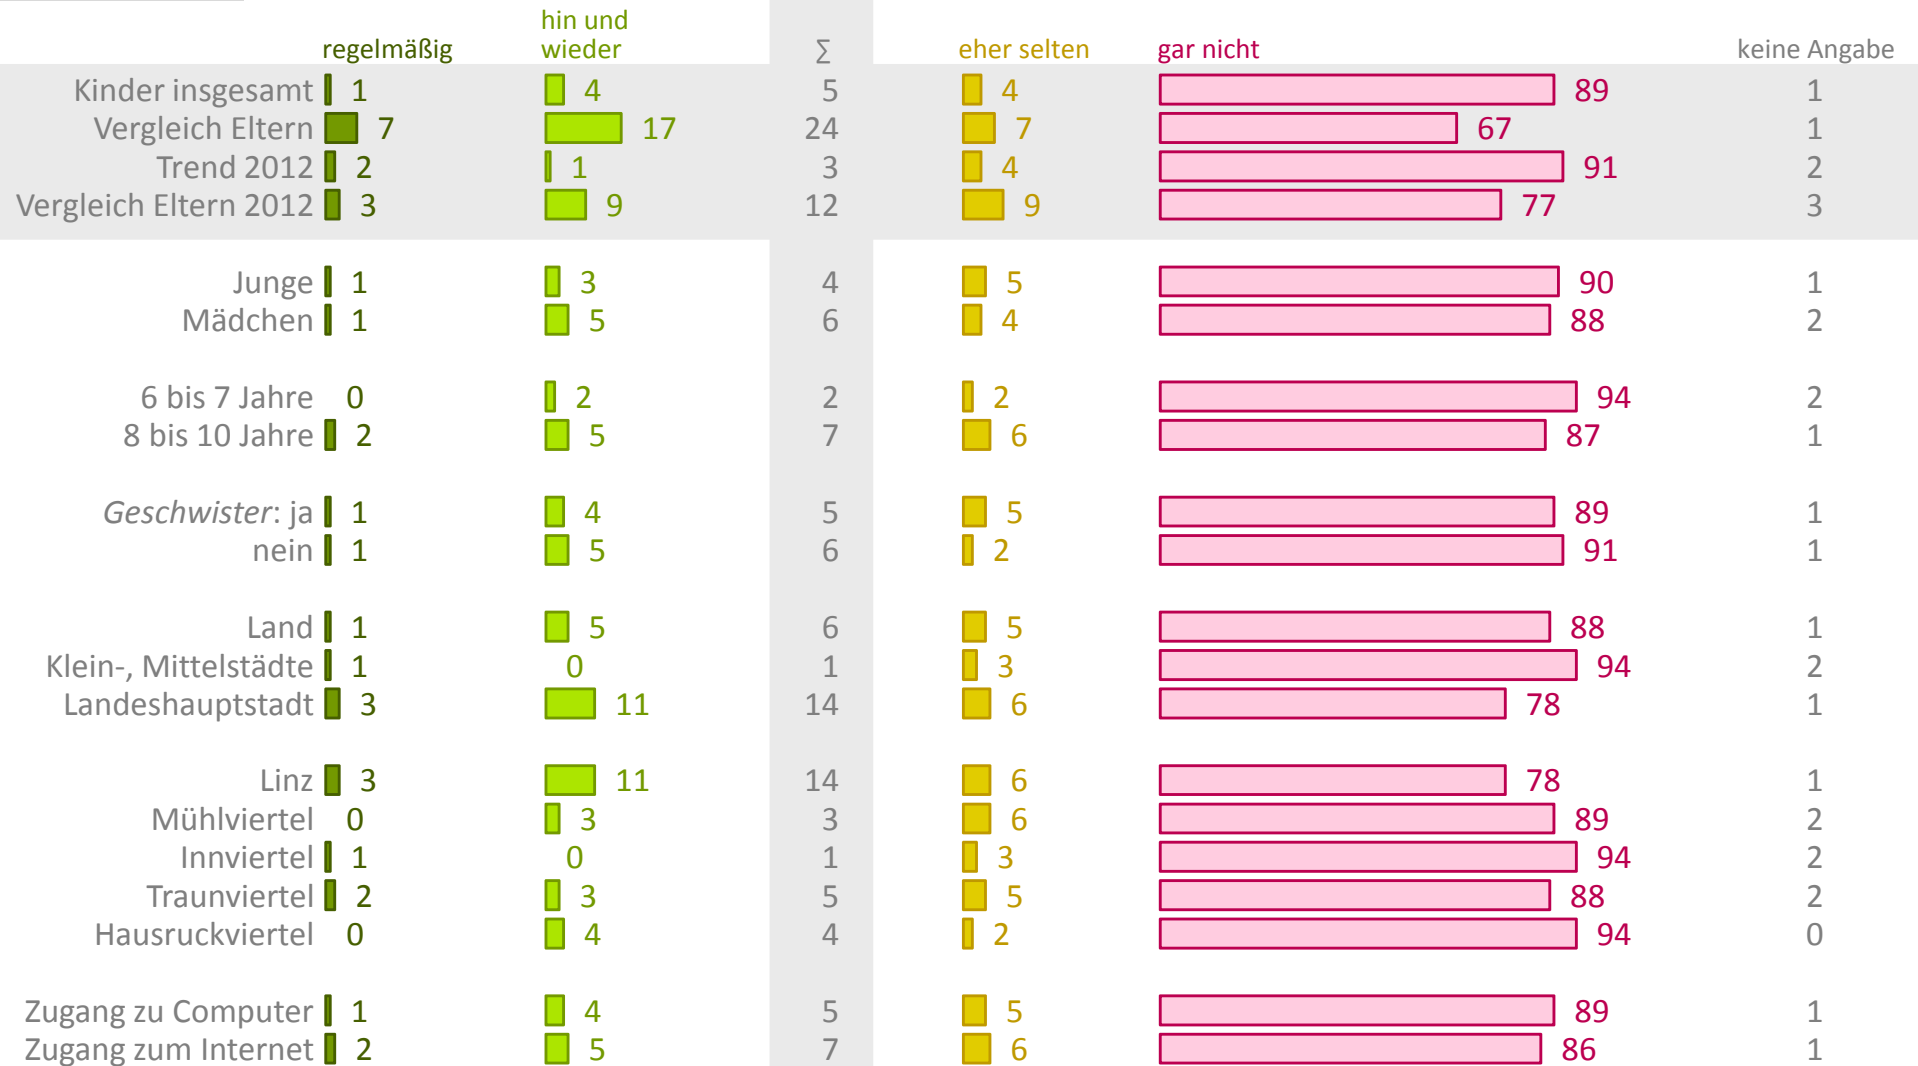 regelmäßig hin und wieder ∑ eher selten gar nicht keine Angabe
Kinder insgesamt 1 4 5 4 89 1
Vergleich Eltern 7 17 24 7 67 1
Trend 2012 2 1 3 4 91 2
Vergleich Eltern 2012 3 9 12 9 77 3
Junge 1 3 4 5 90 1
Mädchen 1 5 6 4 88 2
6 bis 7 Jahre 0 2 2 2 94 2
8 bis 10 Jahre 2 5 7 6 87 1
Geschwister: ja 1 4 5 5 89 1
nein 1 5 6 2 91 1
Land 1 5 6 5 88 1
Klein-, Mittelstädte 1 0 1 3 94 2
Landeshauptstadt 3 11 14 6 78 1
Linz 3 11 14 6 78 1
Mühlviertel 0 3 3 6 89 2
Innviertel 1 0 1 3 94 2
Traunviertel 2 3 5 5 88 2
Hausruckviertel 0 4 4 2 94 0
Zugang zu Computer 1 4 5 5 89 1
Zugang zum Internet 2 5 7 6 86 1